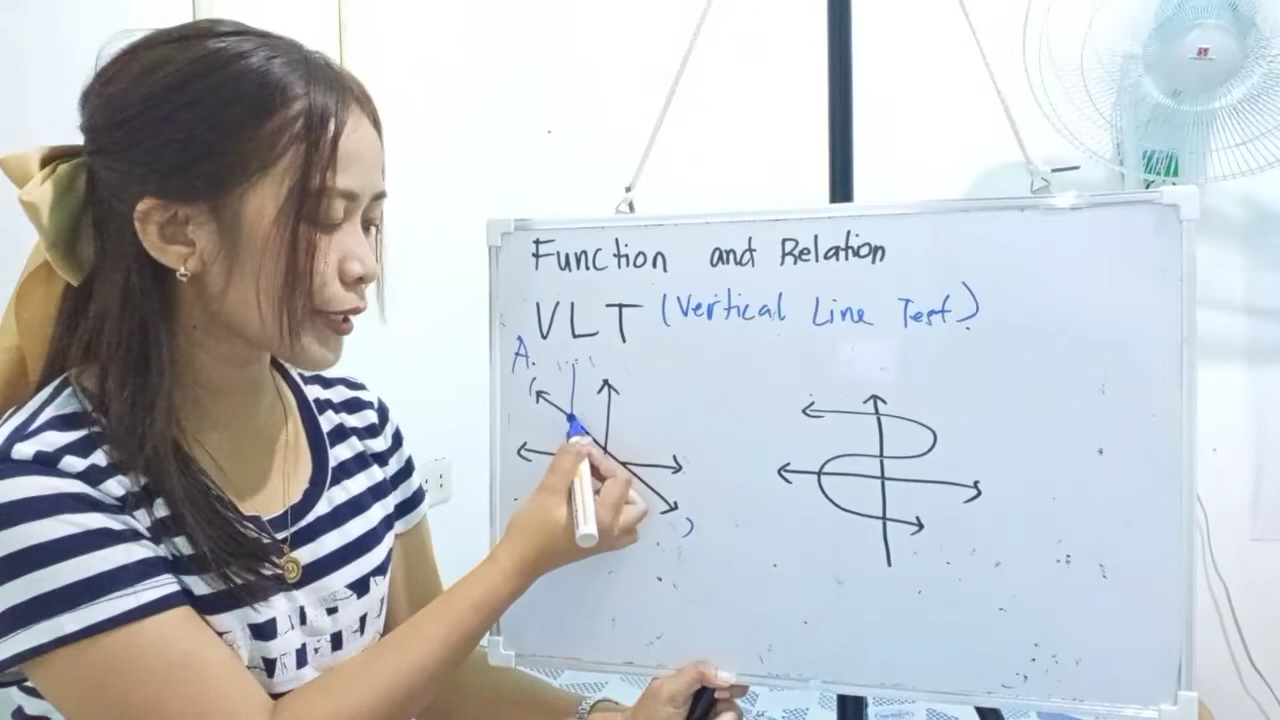 Function and Relation
VLT (Vertical Line Test)
A.